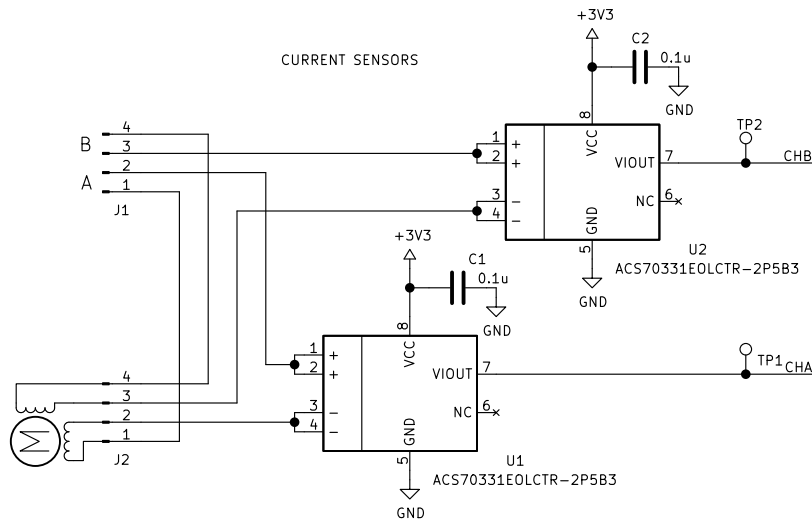 +3V3
C2
0.1u
GND
CURRENT SENSORS
B
A
4
3
2
1
J1
8
VCC
1 +
2 +
3 −
4 −
VIOUT 7
NC 6
GND
5
GND
TP2
CHB
U2
ACS70331EOLCTR−2P5B3
+3V3
C1
0.1u
GND
8
VCC
1 +
2 +
3 −
4 −
VIOUT 7
NC 6
GND
5
GND
TP1
CHA
U1
ACS70331EOLCTR−2P5B3
4
3
2
1
J2
M